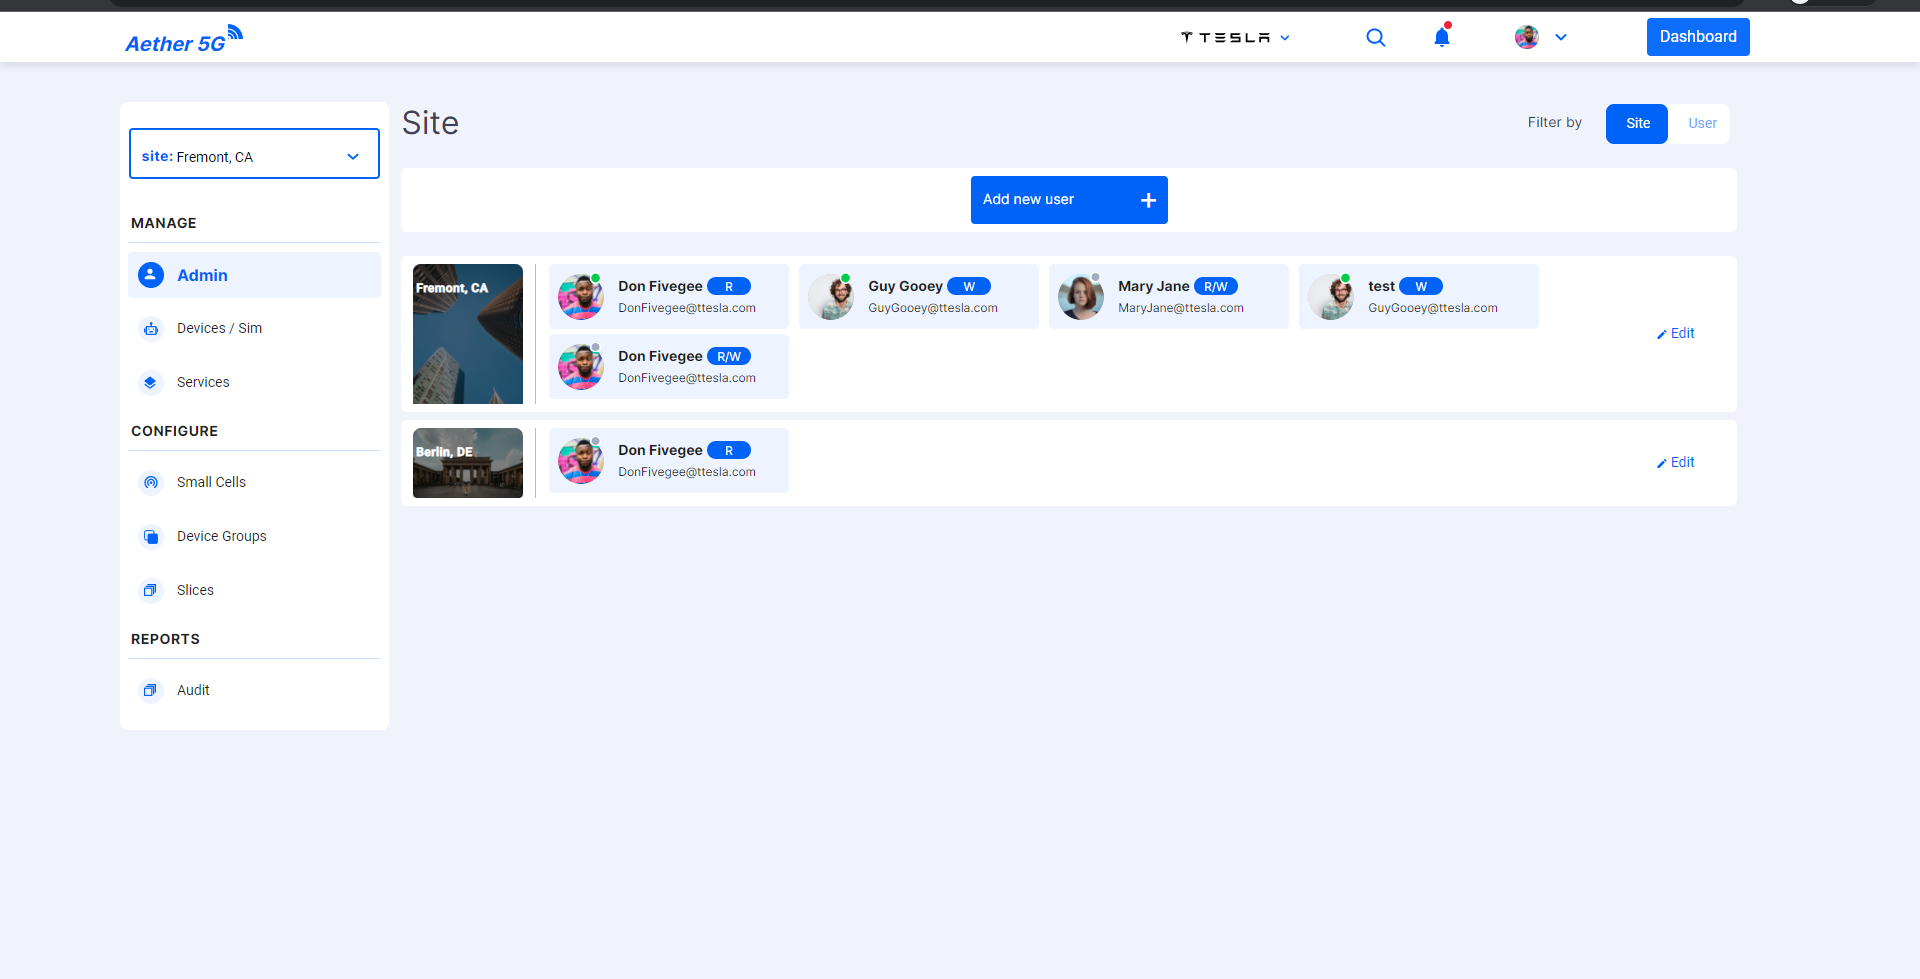 Aether 5G
TESLA
Dashboard
site: Fremont, CA
MANAGE
Admin
Devices / Sim
Services
CONFIGURE
Small Cells
Device Groups
Slices
REPORTS
Audit
Site
Filter by
Site
User
Add new user
Fremont, CA
Don Fivegee R
DonFivegee@ttesla.com
Guy Gooey W
GuyGooey@ttesla.com
Mary Jane R/W
MaryJane@ttesla.com
test W
GuyGooey@ttesla.com
Don Fivegee R/W
DonFivegee@ttesla.com
Edit
Berlin, DE
Don Fivegee R
DonFivegee@ttesla.com
Edit